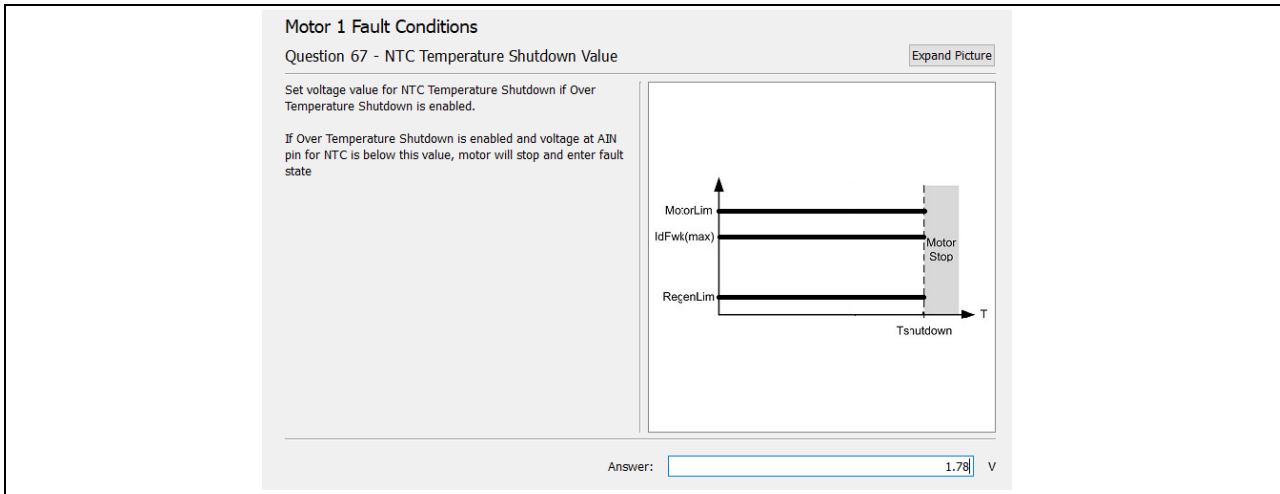 Motor 1 Fault Conditions
Question 67 - NTC Temperature Shutdown Value
Expand Picture
Set voltage value for NTC Temperature Shutdown if Over
Temperature Shutdown is enabled.
If Over Temperature Shutdown is enabled and voltage at AIN
pin for NTC is below this value, motor will stop and enter fault
state
MotorLim
IdFwk(max)
Motor
Stop
RegenLim
T
Tshutdown
Answer:
1.78
V